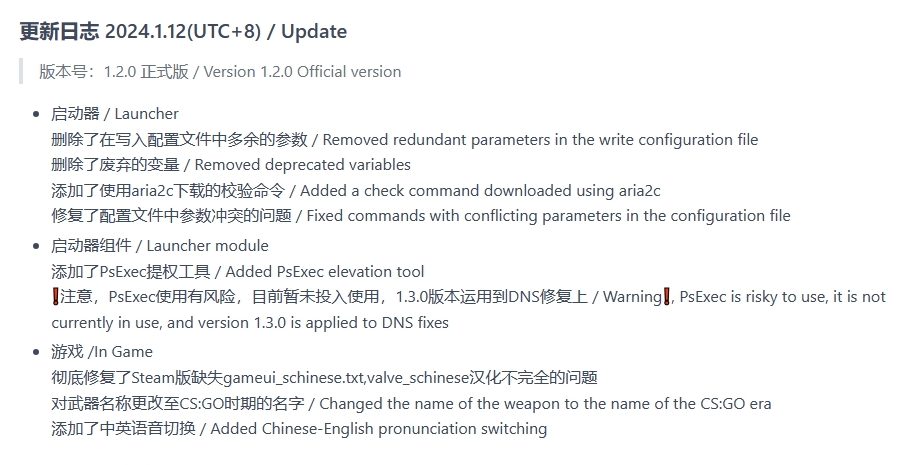 更新日志 2024.1.12(UTC+8) / Update
版本号：1.2.0 正式版 / Version 1.2.0 Official version
启动器 / Launcher
删除了在写入配置文件中多余的参数 / Removed redundant parameters in the write configuration file
删除了废弃的变量 / Removed deprecated variables
添加了使用aria2c下载的校验命令 / Added a check command downloaded using aria2c
修复了配置文件中参数冲突的问题 / Fixed commands with conflicting parameters in the configuration file
启动器组件 / Launcher module
添加了PsExec提权工具 / Added PsExec elevation tool
❗注意，PsExec使用有风险，目前暂未投入使用，1.3.0版本运用到DNS修复上 / Warning❗, PsExec is risky to use, it is not
currently in use, and version 1.3.0 is applied to DNS fixes
游戏 /In Game
彻底修复了Steam版缺失gameui_schinese.txt,valve_schinese汉化不完全的问题
对武器名称更改至CS:GO时期的名字 / Changed the name of the weapon to the name of the CS:GO era
添加了中英语音切换 / Added Chinese-English pronunciation switching